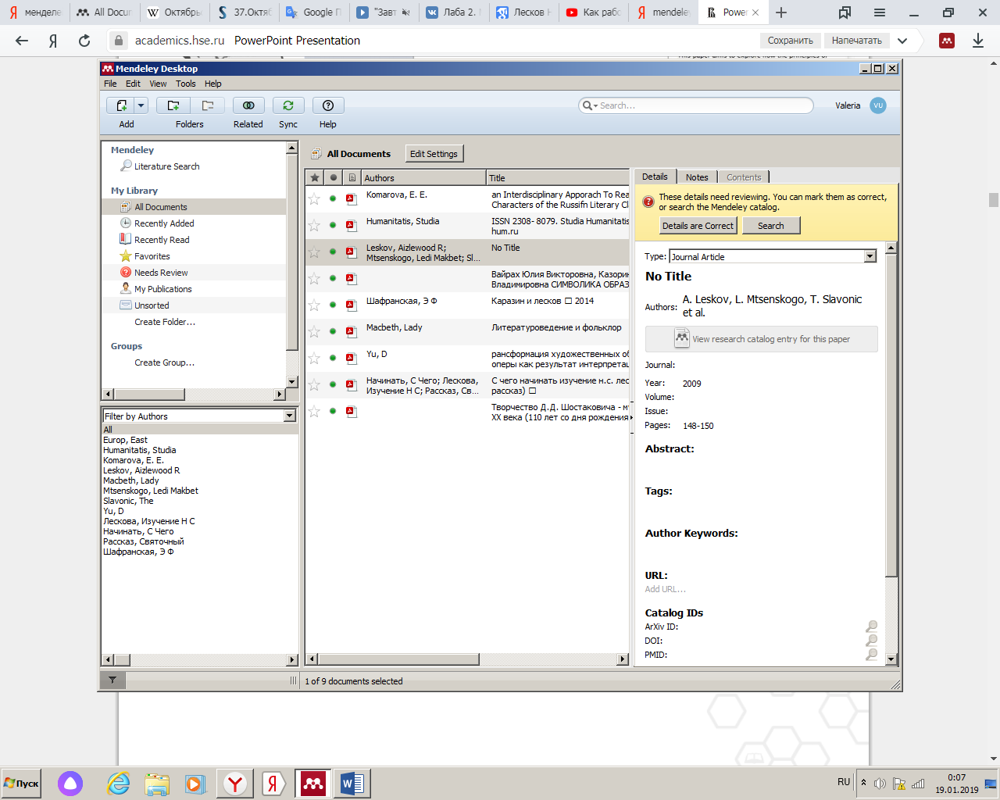 менделе
All Docum
Октябрь
37.Октяб
Google П
"Завт
Лаба 2.
Лесков Н
Как рабо
mendele
Power
academics.hse.ru PowerPoint Presentation
Сохранить
Напечатать
Mendeley Desktop
File Edit View Tools Help
Search...
Valeria
VU
Add
Folders
Related
Sync
Help
Mendeley
Literature Search
My Library
All Documents
Recently Added
Recently Read
Favorites
Needs Review
My Publications
Unsorted
Create Folder...
Groups
Create Group...
Filter by Authors
All
Europ, East
Humanitatis, Studia
Komarova, E. E.
Leskov, Aizlewood R
Macbeth, Lady
Mtsenskogo, Ledi Makbet
Slavonic, The
Yu, D
Лескова, Изучение Н С
Начинать, С Чего
Рассказ, Святочный
Шафранская, Э Ф
All Documents
Edit Settings
Authors Title
Komarova, E. E.
an Interdisciplinary Apporach To Rea
Characters of the Russifn Literary Cl
Humanitatis, Studia
ISSN 2308- 8079. Studia Humanitatis
hum.ru
Leskov, Aizlewood R;
Mtsenskogo, Ledi Makbet; Sl...
No Title
Вайрах Юлия Викторовна, Казорин
Владимировна СИМВОЛИКА ОБРАЗ
Шафранская, Э Ф
Каразин и лесков □ 2014
Macbeth, Lady
Литературоведение и фольклор
Yu, D
рансформация художественных об
оперы как результат интерпретац
Начинать, С Чего; Лескова,
Изучение Н С; Рассказ, Св...
С чего начинать изучение н.с. лес
рассказ) □
Творчество Д.Д. Шостаковича - м
XX века (110 лет со дня рождения
Details
Notes
Contents
These details need reviewing. You can mark them as correct,
or search the Mendeley catalog.
Details are Correct
Search
Type: Journal Article
No Title
Authors: A. Leskov, L. Mtsenskogo, T. Slavonic
et al.
View research catalog entry for this paper
Journal:
Year: 2009
Volume:
Issue:
Pages: 148-150
Abstract:
Tags:
Author Keywords:
URL:
Add URL...
Catalog IDs
ArXiv ID:
DOI:
PMID:
1 of 9 documents selected
Пуск
RU
0:07
19.01.2019